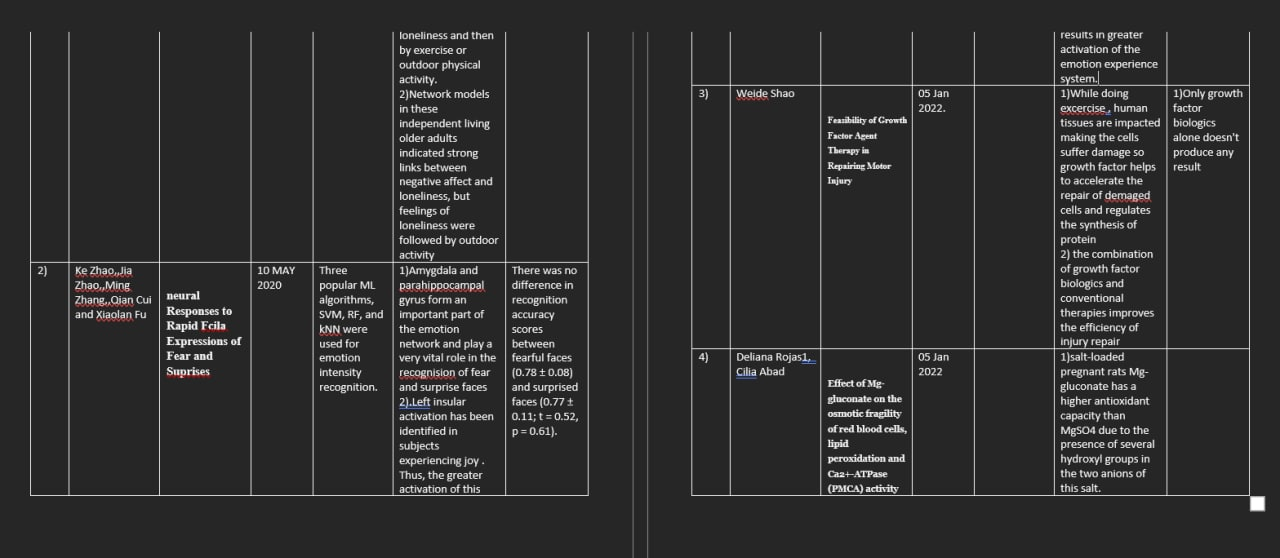 loneliness and then
by exercise or
outdoor physical
activity.
2)Network models
in these
independent living
older adults
indicated strong
links between
negative affect and
loneliness, but
feelings of
loneliness were
followed by outdoor
activity
2)
Ke Zhao,,Jia
Zhao,,Ming
Zhang,,Qian Cui
and Xiaolan Fu
neural
Responses to
Rapid Fcila
Expressions of
Fear and
Suprises
10 MAY
2020
Three
popular ML
algorithms,
SVM, RF, and
kNN were
used for
emotion
intensity
recognition.
1)Amygdala and
parahippocampal
gyrus form an
important part of
the emotion
network and play a
very vital role in the
recognision of fear
and surprise faces
2).Left insular
activation has been
identified in
subjects
experiencing joy .
Thus, the greater
activation of this
There was no
difference in
recognition
accuracy
scores
between
fearful faces
(0.78 ± 0.08)
and surprised
faces (0.77 ±
0.11; t = 0.52,
p = 0.61).
results in greater
activation of the
emotion experience
system.
3)
Weide Shao
Feasibility of Growth
Factor Agent
Therapy in
Repairing Motor
Injury
05 Jan
2022.
1)While doing
excercise , human
tissues are impacted
making the cells
suffer damage so
growth factor helps
to accelerate the
repair of demaged
cells and regulates
the synthesis of
protein
2) the combination
of growth factor
biologics and
conventional
therapies improves
the efficiency of
injury repair
1)Only growth
factor
biologics
alone doesn't
produce any
result
4)
Deliana Rojas1, .
Cilia Abad
Effect of Mg-
gluconate on the
osmotic fragility
of red blood cells,
lipid
peroxidation and
Ca2+–ATPase
(PMCA) activity
05 Jan
2022
1)salt-loaded
pregnant rats Mg-
gluconate has a
higher antioxidant
capacity than
MgSO4 due to the
presence of several
hydroxyl groups in
the two anions of
this salt.